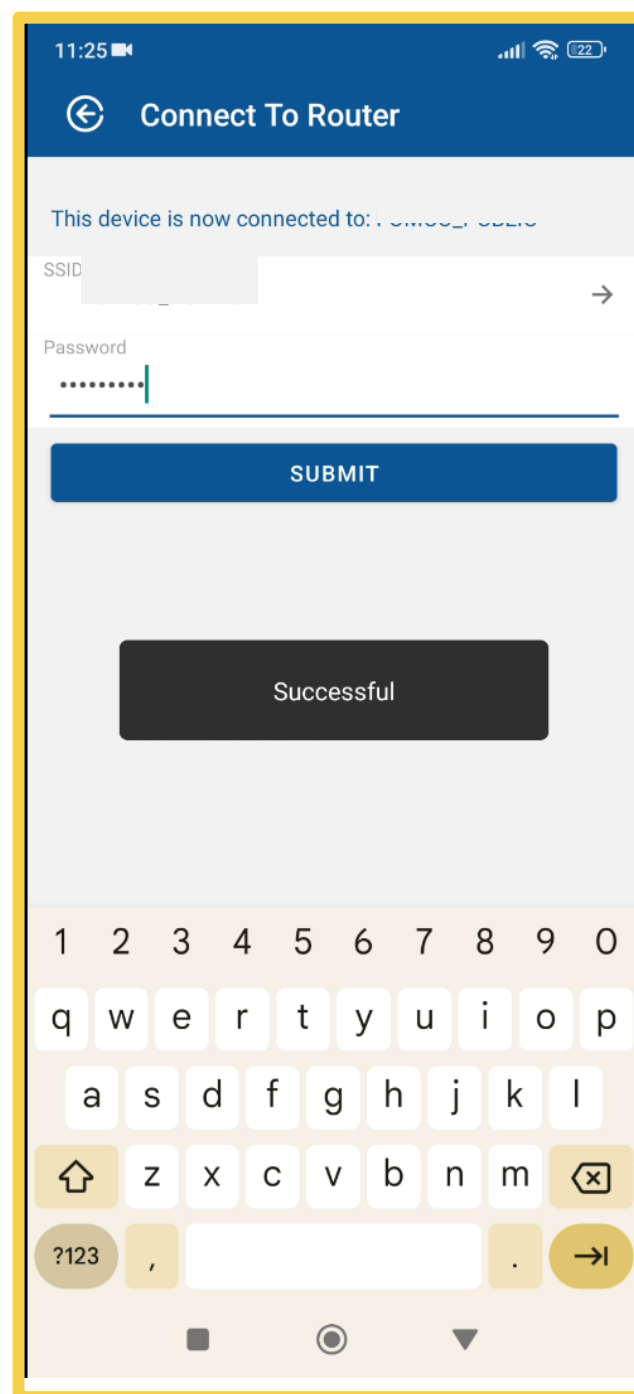 11:25 22
Connect To Router
This device is now connected to:
SSID
Password
•••••••••
SUBMIT
Successful
1 2 3 4 5 6 7 8 9 0
q w e r t y u i o p
a s d f g h j k l
z x c v b n m
?123 , .